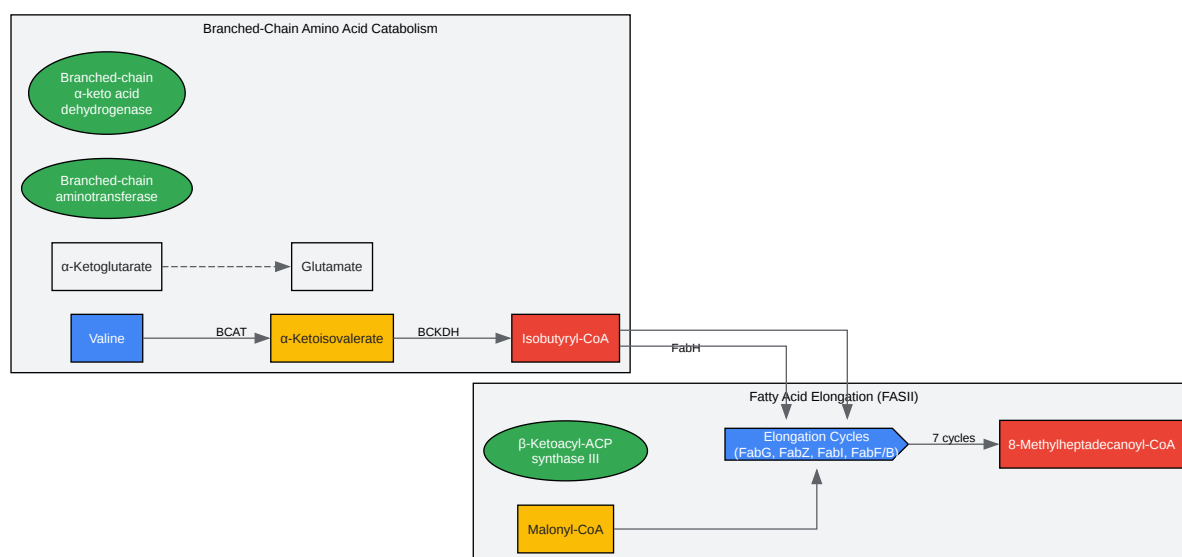 Branched-Chain Amino Acid Catabolism
Branched-chain
α-keto acid
dehydrogenase
Branched-chain
aminotransferase
α-Ketoglutarate
Glutamate
Valine
BCAT
α-Ketoisovalerate
BCKDH
Isobutyryl-CoA
FabH
Fatty Acid Elongation (FASII)
β-Ketoacyl-ACP
synthase III
Elongation Cycles
(FabG, FabZ, FabI, FabF/B)
7 cycles
8-Methylheptadecanoyl-CoA
Malonyl-CoA